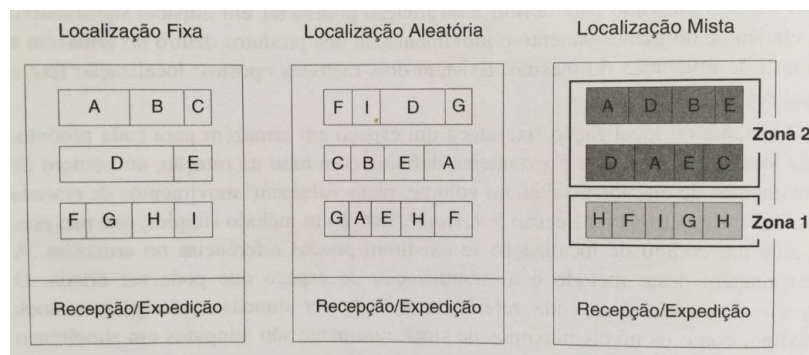 Localização Fixa
A B C
D E
F G H I
Recepção/Expedição
Localização Aleatória
F I D G
C B E A
G A E H F
Recepção/Expedição
Localização Mista
A D B E
Zona 2
D A E C
H F I G H
Zona 1
Recepção/Expedição